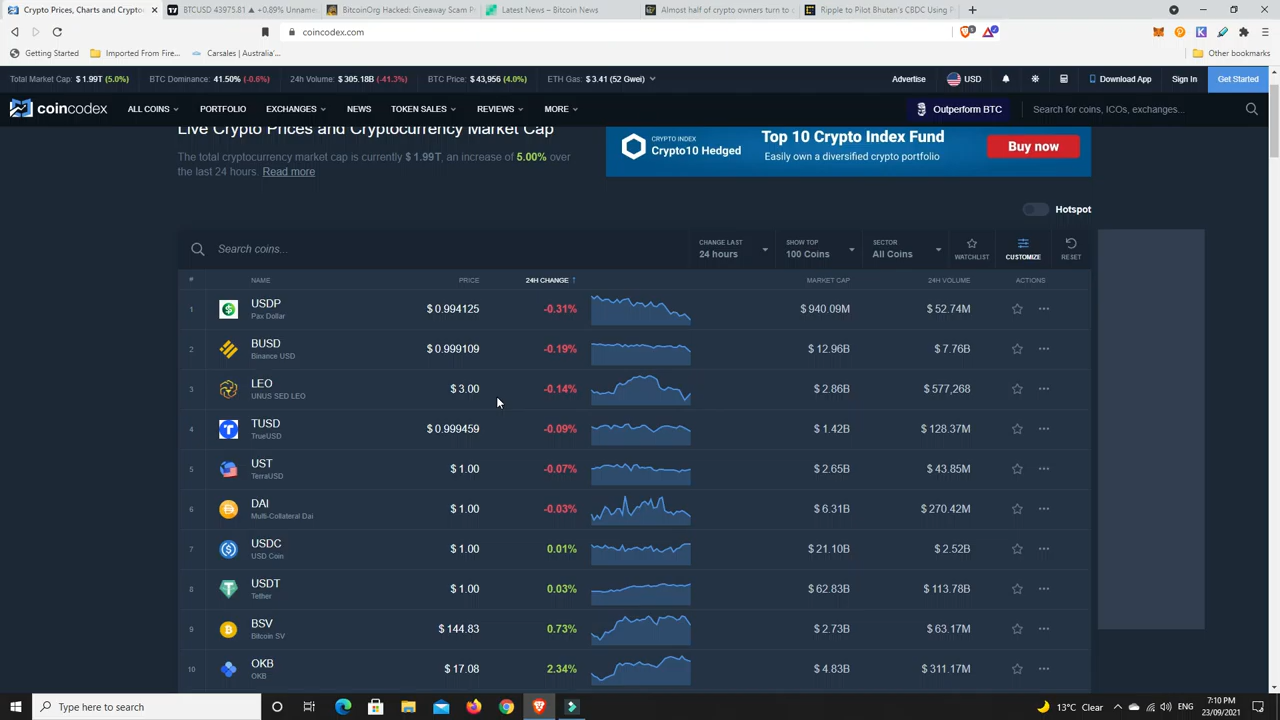 Crypto Prices, Charts and Cryptocurr
BTCUSD 43975.81 ▲ +0.89% Unname
BitcoinOrg Hacked: Giveaway Scam P
Latest News – Bitcoin News
Almost half of crypto owners turn to c
Ripple to Pilot Bhutan's CBDC Using R
coincodex.com
Getting Started
Imported From Fire...
Carsales | Australia'...
Other bookmarks
Total Market Cap: $ 1.99T (5.0%)
BTC Dominance: 41.50% (-0.6%)
24h Volume: $ 305.18B (-41.3%)
BTC Price: $ 43,956 (4.0%)
ETH Gas: $ 3.41 (52 Gwei)
Advertise
USD
Download App
Sign In
Get Started
coincodex
ALL COINS
PORTFOLIO
EXCHANGES
NEWS
TOKEN SALES
REVIEWS
MORE
Outperform BTC
Search for coins, ICOs, exchanges...
Live Crypto Prices and Cryptocurrency Market Cap
The total cryptocurrency market cap is currently $ 1.99T, an increase of 5.00% over
the last 24 hours. Read more
CRYPTO INDEX
Crypto10 Hedged
Top 10 Crypto Index Fund
Easily own a diversified crypto portfolio
Buy now
Hotspot
Search coins...
CHANGE LAST
24 hours
SHOW TOP
100 Coins
SECTOR
All Coins
WATCHLIST
CUSTOMIZE
RESET
# NAME PRICE 24H CHANGE ↑ MARKET CAP 24H VOLUME ACTIONS
1 USDP $ 0.994125 -0.31% $ 940.09M $ 52.74M
Pax Dollar
2 BUSD $ 0.999109 -0.19% $ 12.96B $ 7.76B
Binance USD
3 LEO $ 3.00 -0.14% $ 2.86B $ 577,268
UNUS SED LEO
4 TUSD $ 0.999459 -0.09% $ 1.42B $ 128.37M
TrueUSD
5 UST $ 1.00 -0.07% $ 2.65B $ 43.85M
TerraUSD
6 DAI $ 1.00 -0.03% $ 6.31B $ 270.42M
Multi-Collateral Dai
7 USDC $ 1.00 0.01% $ 21.10B $ 2.52B
USD Coin
8 USDT $ 1.00 0.03% $ 62.83B $ 113.78B
Tether
9 BSV $ 144.83 0.73% $ 2.73B $ 63.17M
Bitcoin SV
10 OKB $ 17.08 2.34% $ 4.83B $ 311.17M
OKB
Type here to search
13°C Clear
ENG
7:10 PM
23/09/2021